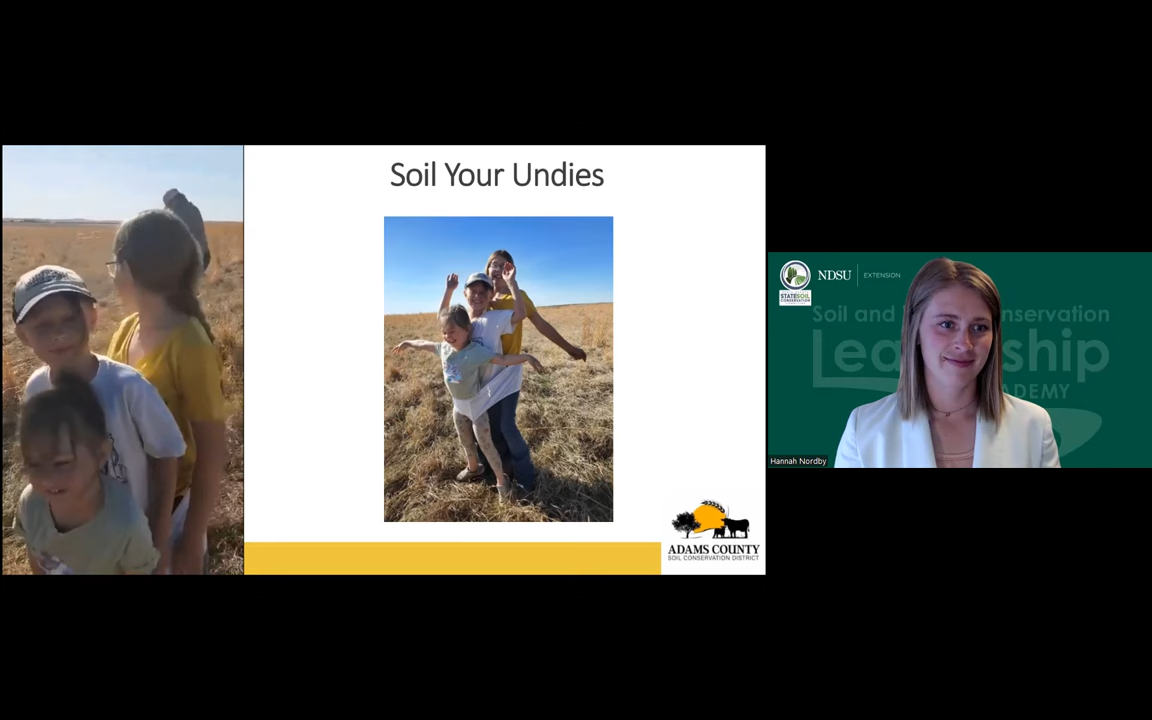 Soil Your Undies
ADAMS COUNTY
SOIL CONSERVATION DISTRICT
STATE SOIL
CONSERVATION
NDSU
EXTENSION
Soil and
nservation
Lea
ship
ADEMY
Hannah Nordby